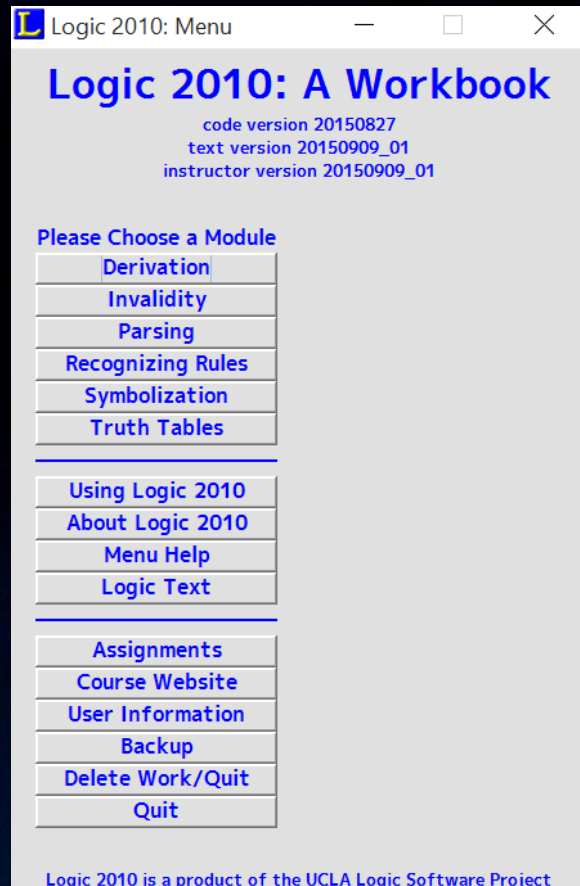 L Logic 2010: Menu
Logic 2010: A Workbook
code version 20150827
text version 20150909_01
instructor version 20150909_01
Please Choose a Module
Derivation
Invalidity
Parsing
Recognizing Rules
Symbolization
Truth Tables
Using Logic 2010
About Logic 2010
Menu Help
Logic Text
Assignments
Course Website
User Information
Backup
Delete Work/Quit
Quit
Logic 2010 is a product of the UCLA Logic Software Project